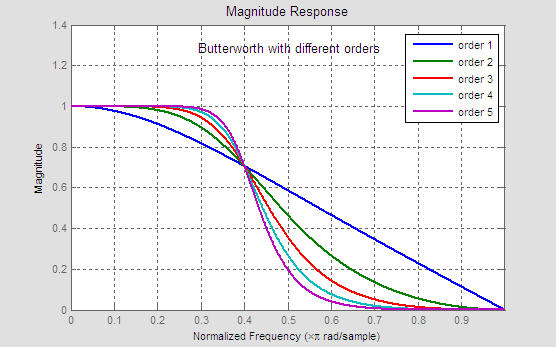 Magnitude Response
Butterworth with different orders
order 1
order 2
order 3
order 4
order 5
Magnitude
1.4
1.2
1
0.8
0.6
0.4
0.2
0
0 0.1 0.2 0.3 0.4 0.5 0.6 0.7 0.8 0.9
Normalized Frequency (×π rad/sample)